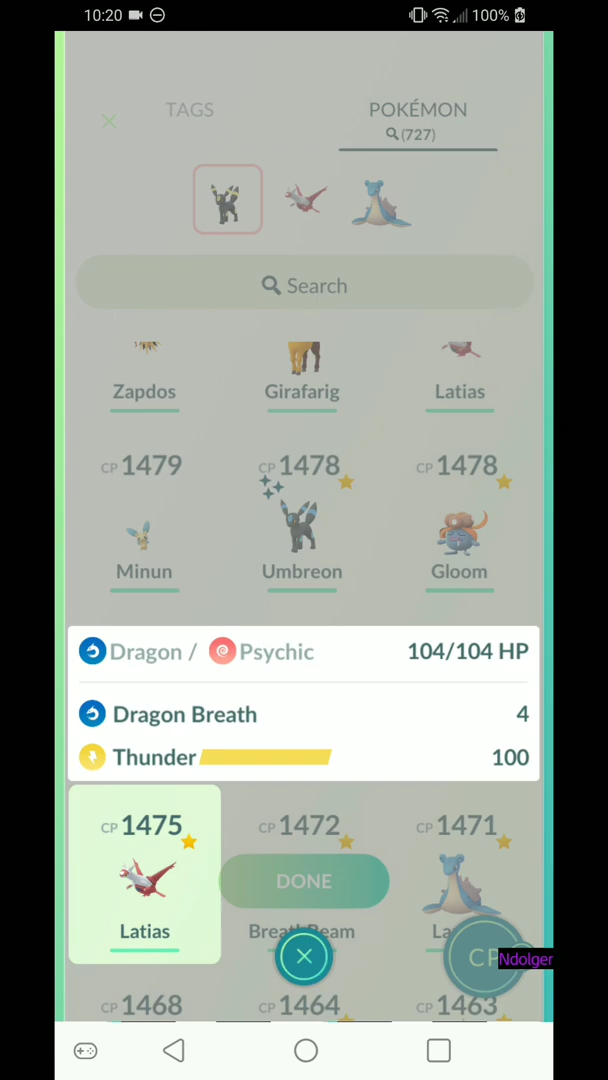 10:20 100%
TAGS POKÉMON
(727)
Search
Zapdos Girafarig Latias
CP 1479 CP 1478 CP 1478
Minun Umbreon Gloom
Dragon / Psychic 104/104 HP
Dragon Breath 4
Thunder 100
CP 1475 CP 1472 CP 1471
DONE
Latias Beam La
CP
Ndolger
CP 1468 CP 1464 CP 1463